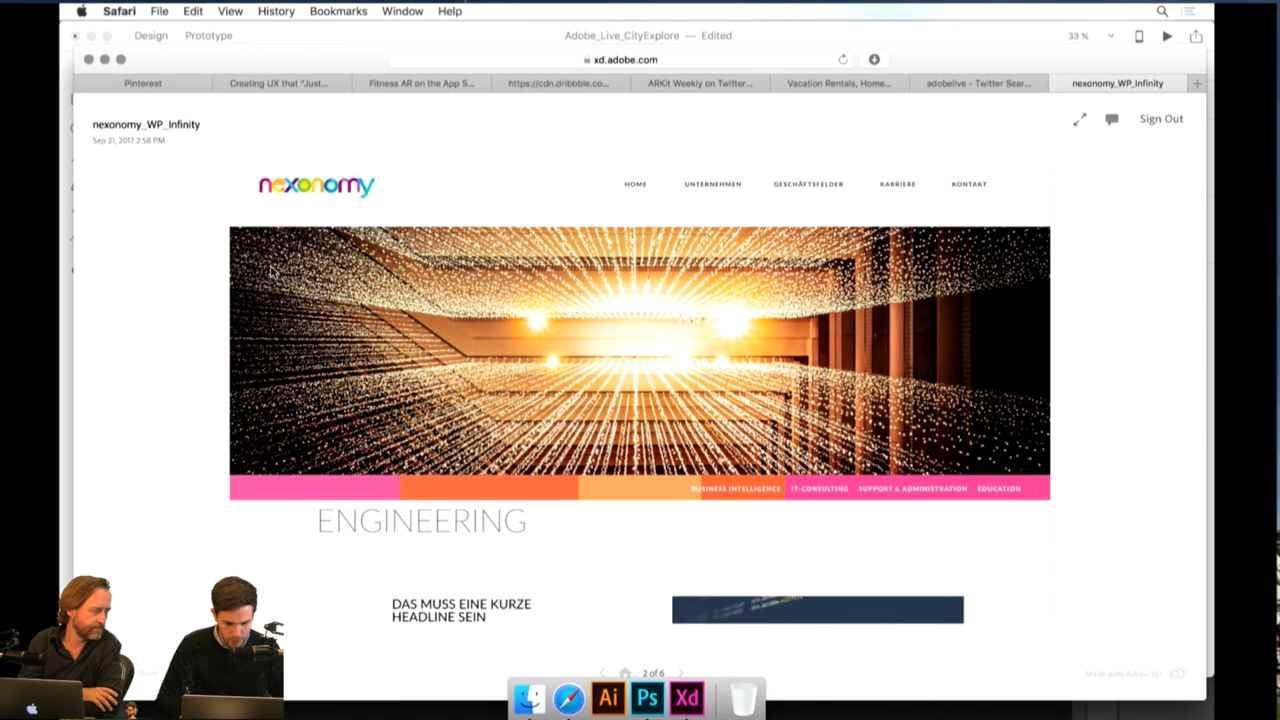 Safari File Edit View History Bookmarks Window Help
Design Prototype Adobe_Live_CityExplore — Edited 33 %
xd.adobe.com
Pinterest Creating UX that "Just... Fitness AR on the App S... https://cdn.dribbble.co... ARKit Weekly on Twitter... Vacation Rentals, Home... adobelive - Twitter Sear... nexonomy_WP_Infinity
nexonomy_WP_Infinity
Sign Out
Sep 21, 2017 2:58 PM
nexonomy
HOME UNTERNEHMEN GESCHÄFTSFELDER KARRIERE KONTAKT
BUSINESS INTELLIGENCE IT-CONSULTING SUPPORT & ADMINISTRATION EDUCATION
ENGINEERING
DAS MUSS EINE KURZE
HEADLINE SEIN
2 of 6
Made with Adobe XD
Ai Ps Xd